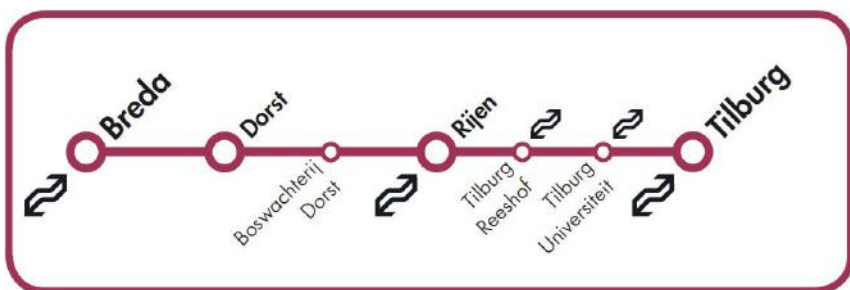 Breda
Dorst
Boswachterij
Dorst
Rijen
Tilburg
Reeshof
Tilburg
Universiteit
Tilburg